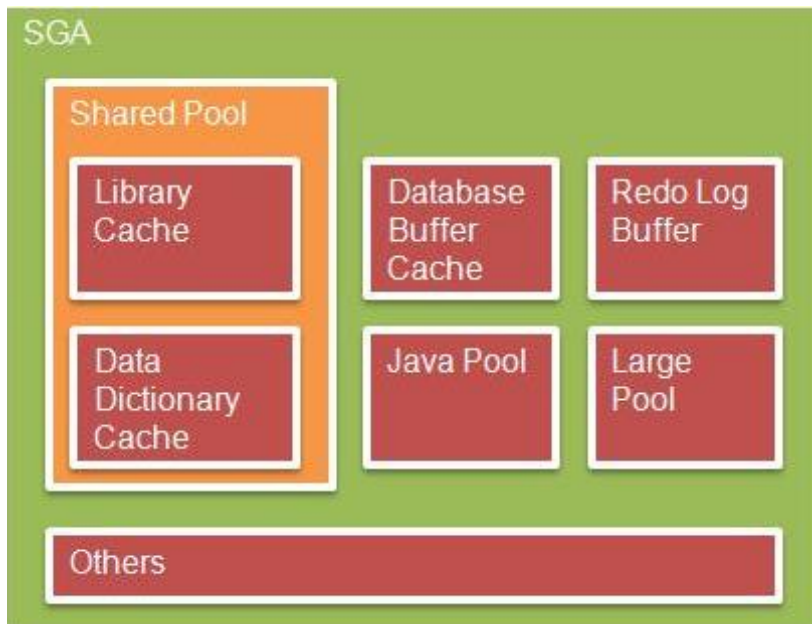 SGA
Shared Pool
Library
Cache
Database
Buffer
Cache
Redo Log
Buffer
Data
Dictionary
Cache
Java Pool
Large
Pool
Others